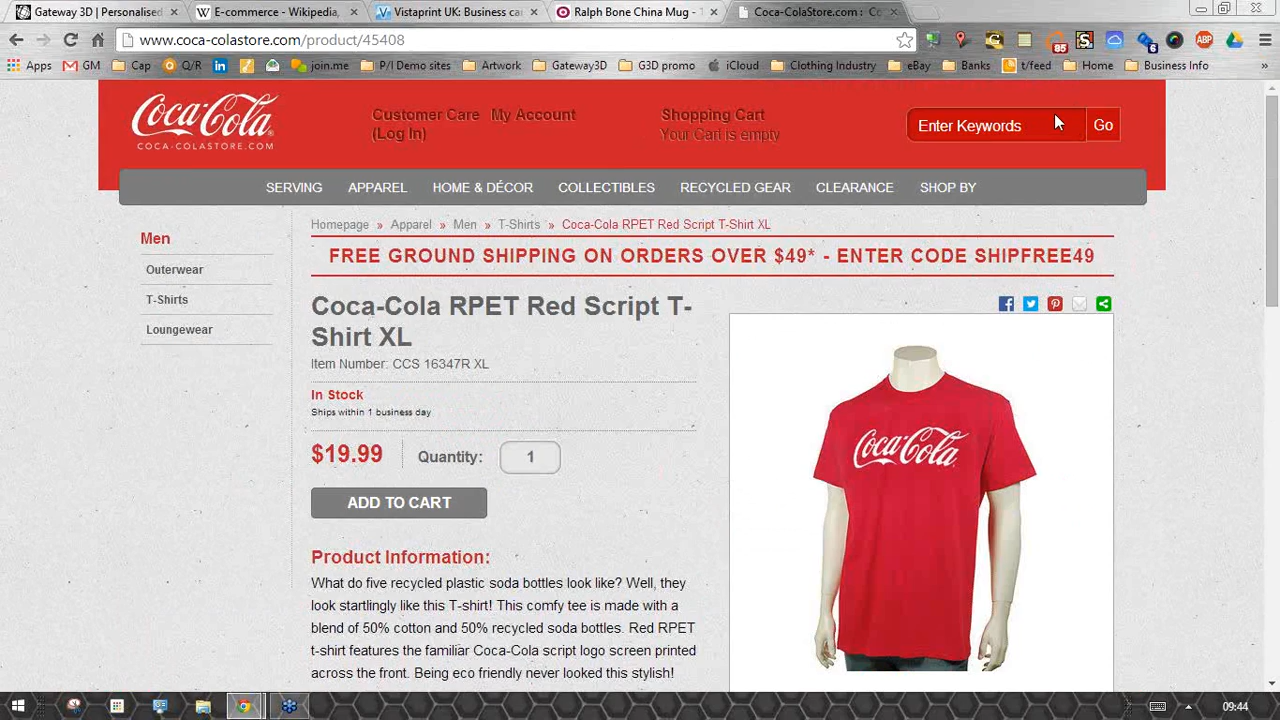 Gateway 3D | Personalised
E-commerce - Wikipedia,
Vistaprint UK: Business ca
Ralph Bone China Mug - T
Coca-ColaStore.com : Co
www.coca-colastore.com/product/45408
85
6
ABP
Apps GM Cap Q/R join.me P/I Demo sites Artwork Gateway3D G3D promo iCloud Clothing Industry eBay Banks t/feed Home Business Info »
Coca-Cola
COCA-COLASTORE.COM
Customer Care My Account
(Log In)
Shopping Cart
Your Cart is empty
Enter Keywords Go
SERVING APPAREL HOME & DÉCOR COLLECTIBLES RECYCLED GEAR CLEARANCE SHOP BY
Men
Outerwear
T-Shirts
Loungewear
Homepage » Apparel » Men » T-Shirts » Coca-Cola RPET Red Script T-Shirt XL
FREE GROUND SHIPPING ON ORDERS OVER $49* - ENTER CODE SHIPFREE49
Coca-Cola RPET Red Script T-
Shirt XL
Item Number: CCS 16347R XL
In Stock
Ships within 1 business day
$19.99 Quantity: 1
ADD TO CART
Product Information:
What do five recycled plastic soda bottles look like? Well, they
look startlingly like this T-shirt! This comfy tee is made with a
blend of 50% cotton and 50% recycled soda bottles. Red RPET
t-shirt features the familiar Coca-Cola script logo screen printed
across the front. Being eco friendly never looked this stylish!
Coca-Cola
09:44